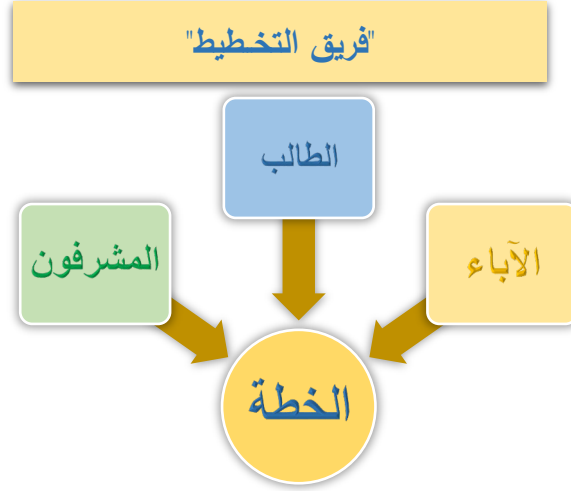 "فريق التخطيط"
الطالب
الآباء
المشرفون
الخطة